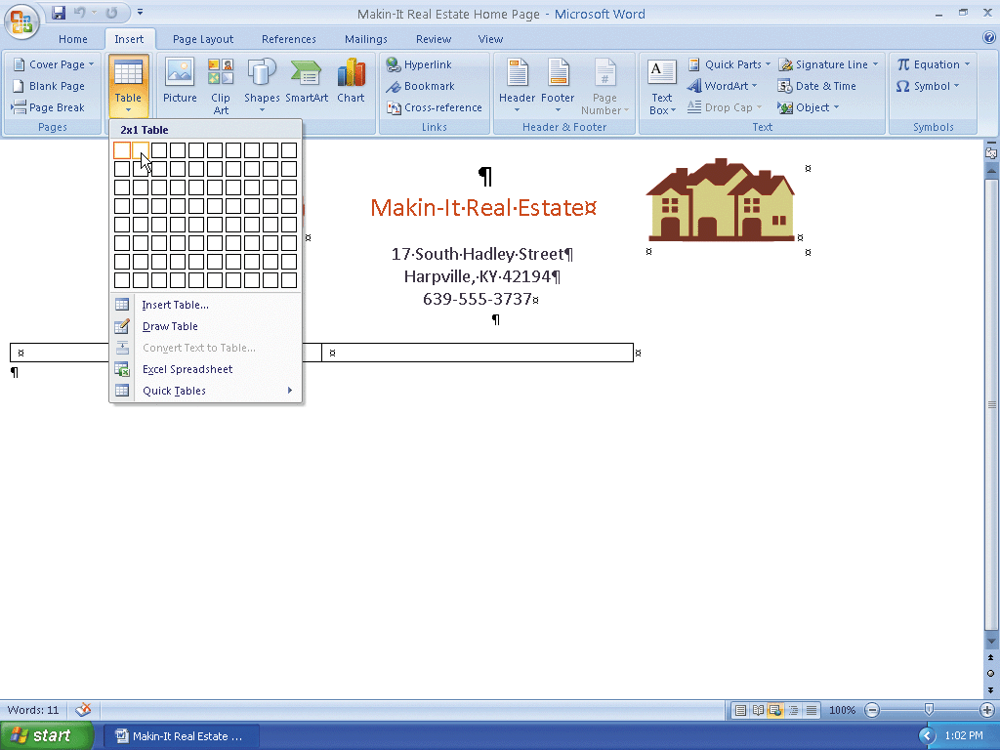 Makin-It Real Estate Home Page - Microsoft Word
Home Insert Page Layout References Mailings Review View
Cover Page
Blank Page
Page Break
Pages
Table
Picture
Clip
Art
Shapes
SmartArt
Chart
Hyperlink
Bookmark
Cross-reference
Links
Header
Footer
Page
Number
Header & Footer
Text
Box
Quick Parts
WordArt
Drop Cap
Signature Line
Date & Time
Object
Text
π Equation
Ω Symbol
Symbols
2x1 Table
Insert Table...
Draw Table
Convert Text to Table...
Excel Spreadsheet
Quick Tables
¶
Makin-It·Real·Estate¤
17·South·Hadley·Street¶
Harpville,·KY·42194¶
639-555-3737¤
¶
¤ ¤ ¤
¶
Words: 11
100%
start
Makin-It Real Estate ...
1:02 PM